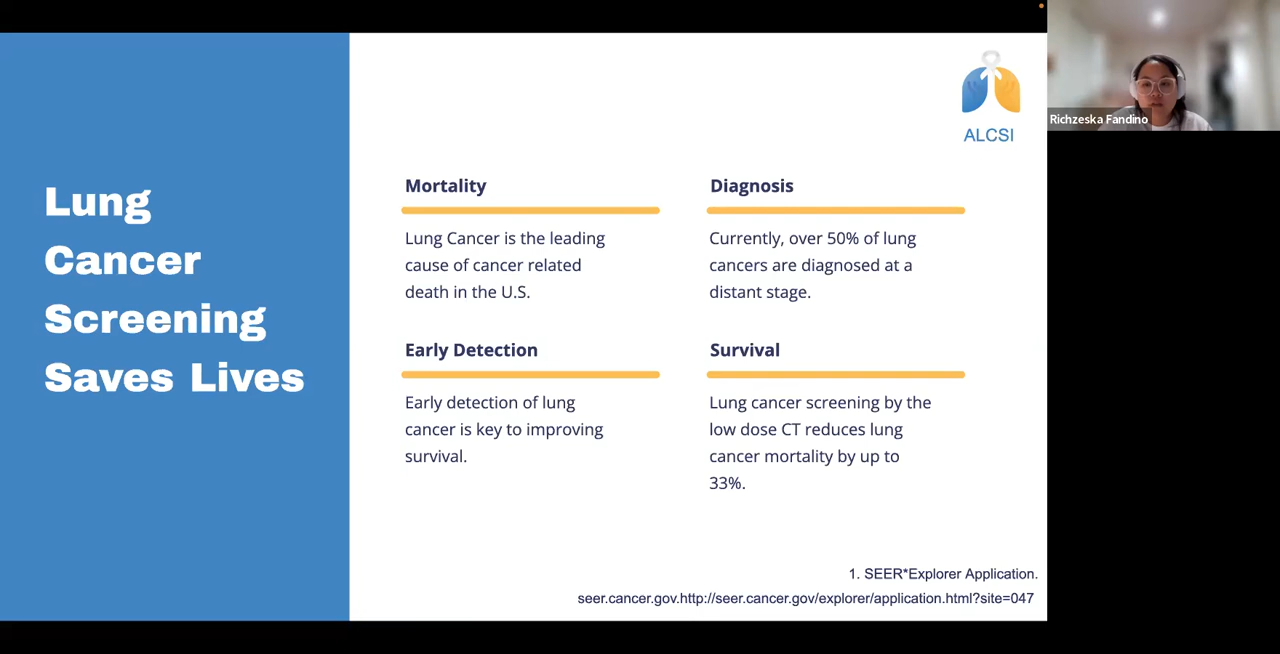 Lung
Cancer
Screening
Saves Lives
ALCSI
Mortality
Lung Cancer is the leading
cause of cancer related
death in the U.S.
Diagnosis
Currently, over 50% of lung
cancers are diagnosed at a
distant stage.
Early Detection
Early detection of lung
cancer is key to improving
survival.
Survival
Lung cancer screening by the
low dose CT reduces lung
cancer mortality by up to
33%.
1. SEER*Explorer Application.
seer.cancer.gov.http://seer.cancer.gov/explorer/application.html?site=047
Richzeska Fandino